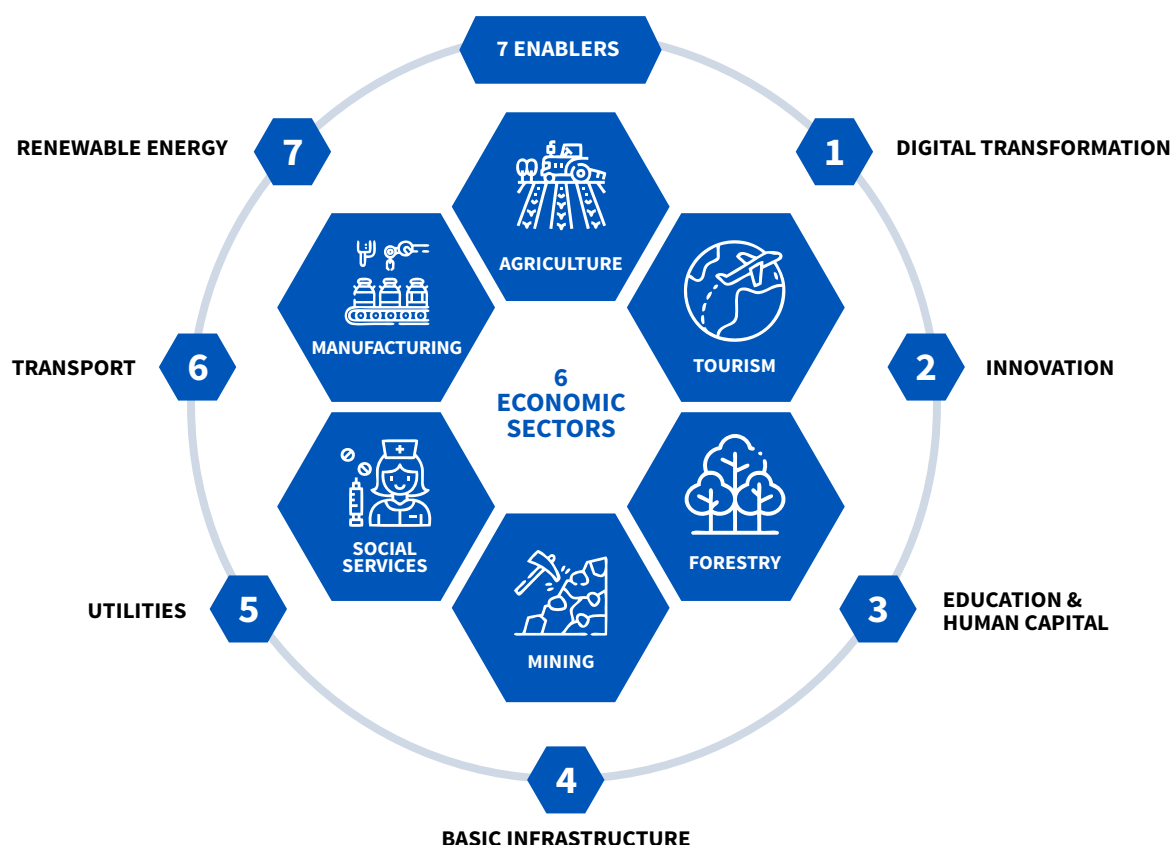 7 ENABLERS
RENEWABLE ENERGY
7
1
DIGITAL TRANSFORMATION
AGRICULTURE
MANUFACTURING
TOURISM
TRANSPORT
6
6
ECONOMIC
SECTORS
2
INNOVATION
SOCIAL
SERVICES
FORESTRY
UTILITIES
5
3
EDUCATION &
HUMAN CAPITAL
MINING
4
BASIC INFRASTRUCTURE